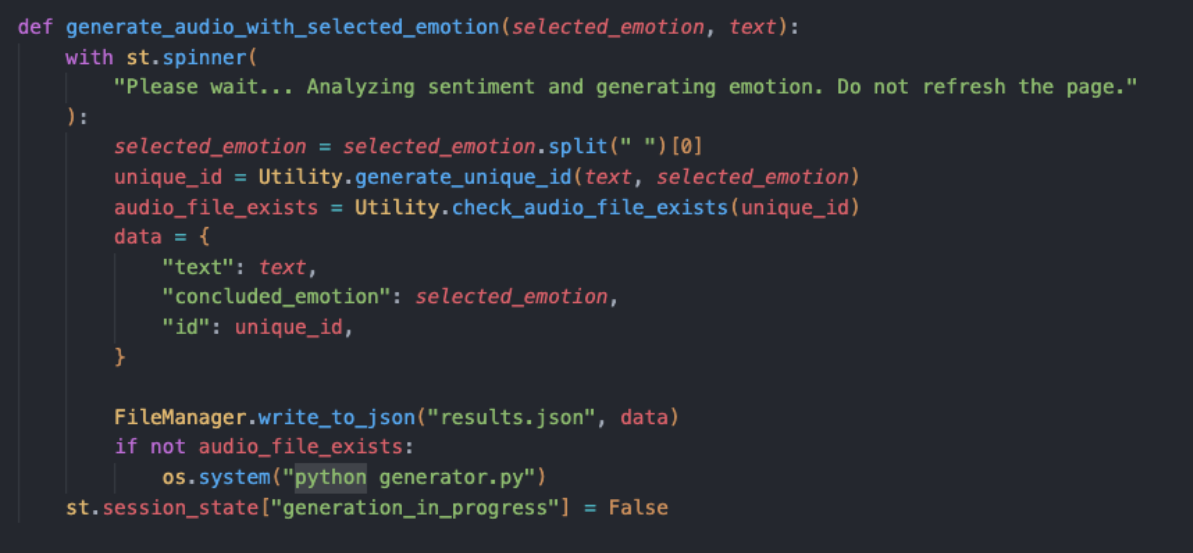 def generate_audio_with_selected_emotion(selected_emotion, text):
    with st.spinner(
        "Please wait... Analyzing sentiment and generating emotion. Do not refresh the page."
    ):
        selected_emotion = selected_emotion.split(" ")[0]
        unique_id = Utility.generate_unique_id(text, selected_emotion)
        audio_file_exists = Utility.check_audio_file_exists(unique_id)
        data = {
            "text": text,
            "concluded_emotion": selected_emotion,
            "id": unique_id,
        }

        FileManager.write_to_json("results.json", data)
        if not audio_file_exists:
            os.system("python generator.py")
    st.session_state["generation_in_progress"] = False